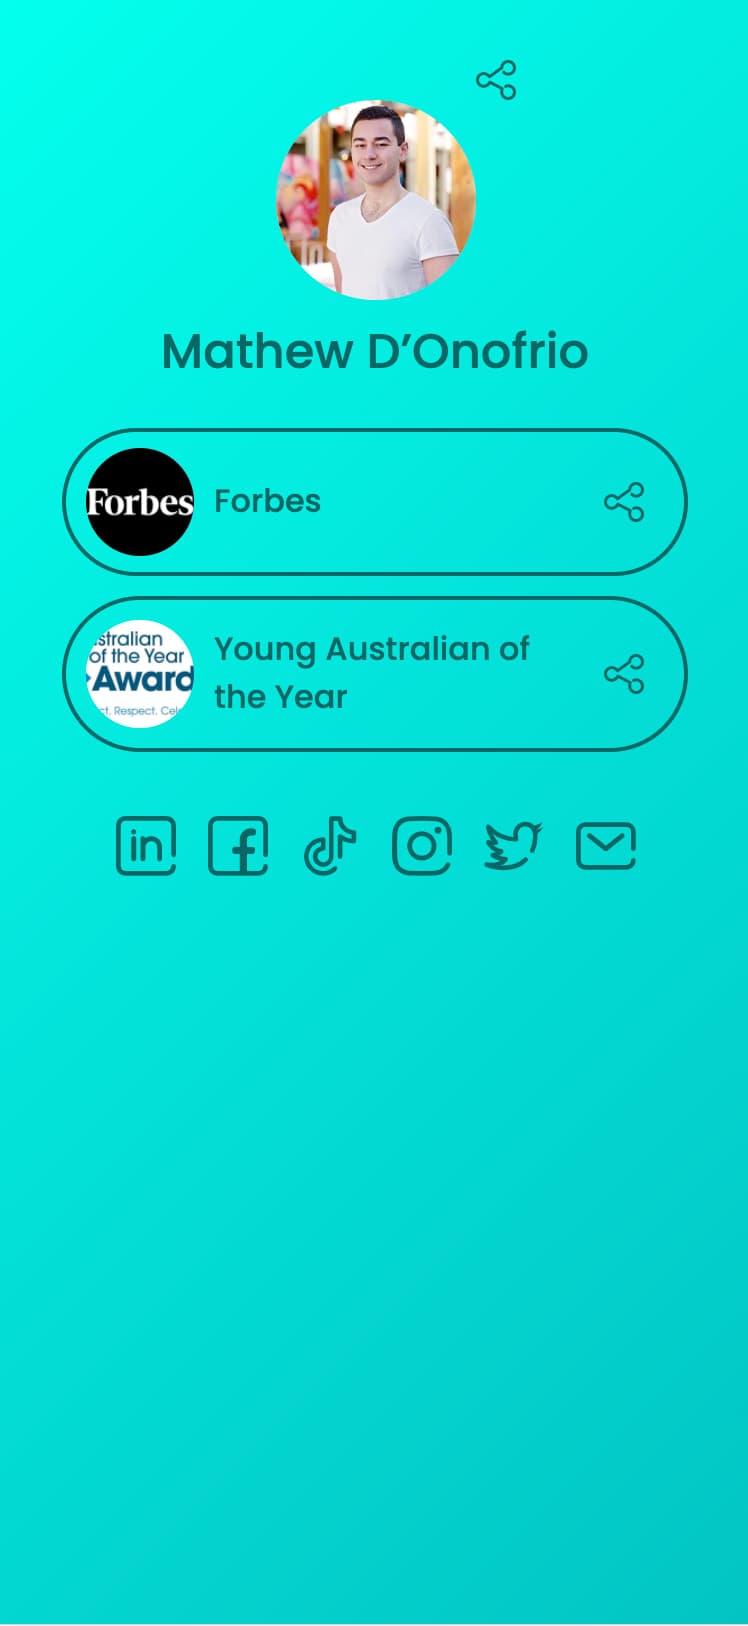 Mathew D’Onofrio
Forbes
Forbes
stralian
of the Year
Award
ct. Respect. Cel
Young Australian of
the Year
in